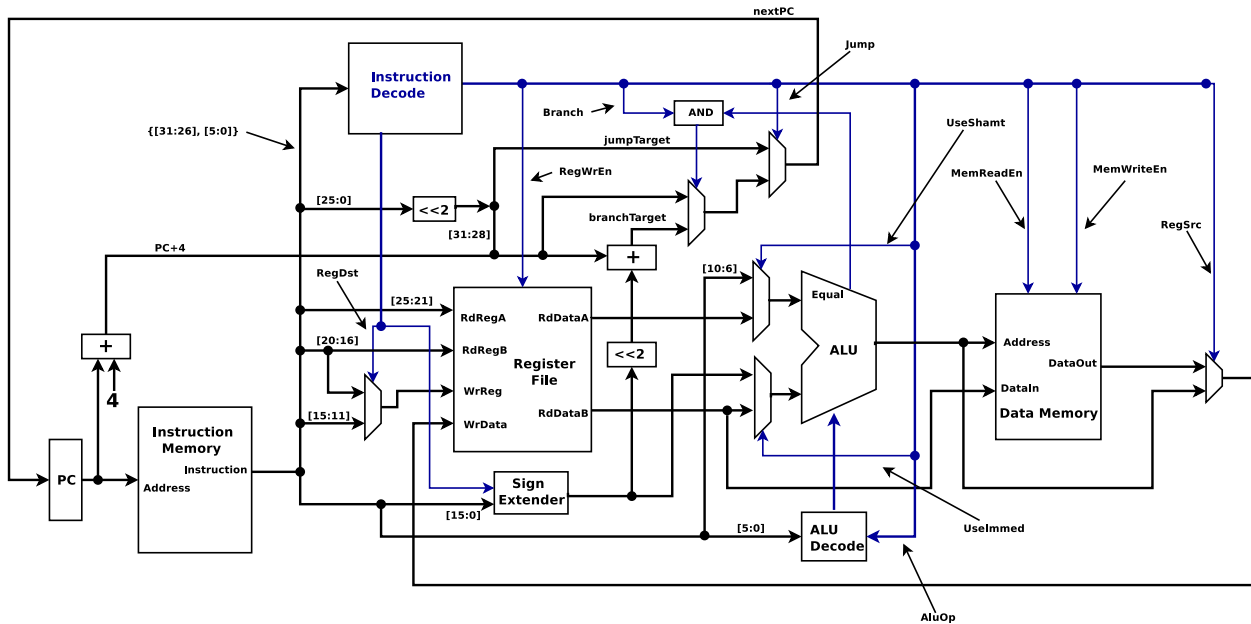 nextPC
Jump
Instruction
Decode
Branch
AND
UseShamt
{[31:26], [5:0]}
jumpTarget
RegWrEn
MemReadEn
MemWriteEn
[25:0]
<<2
branchTarget
RegSrc
[31:28]
PC+4
+
RegDst
[10:6]
[25:21]
RdRegA
RdDataA
Equal
+
[20:16]
RdRegB
<<2
ALU
Address
Register
File
DataOut
4
WrReg
DataIn
[15:11]
RdDataB
Data Memory
WrData
Instruction
Memory
Instruction
PC
Address
Sign
Extender
[15:0]
[5:0]
ALU
Decode
UseImmed
AluOp